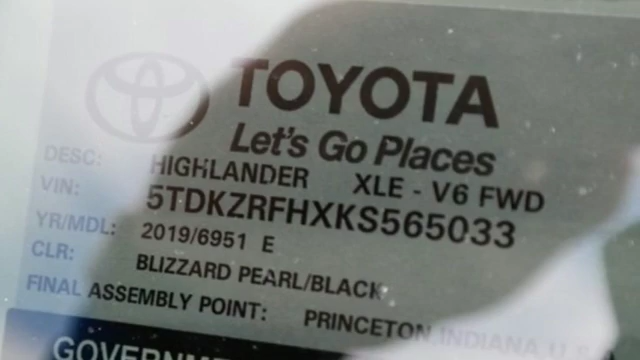 TOYOTA
Let's Go Places
DESC: HIGHLANDER XLE - V6 FWD
VIN: 5TDKZRFHXKS565033
YR/MDL: 2019/6951 E
CLR: BLIZZARD PEARL/BLACK
FINAL ASSEMBLY POINT: PRINCETON, INDIANA U.S.A